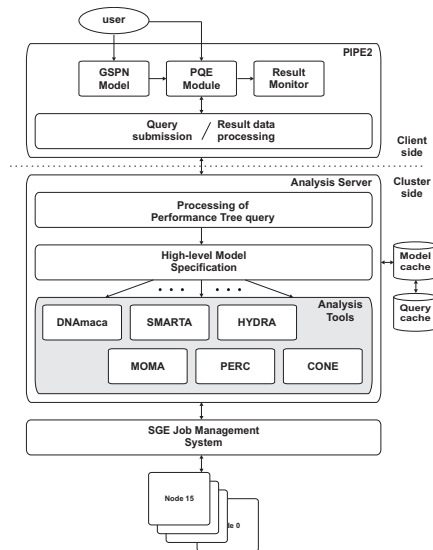 user
PIPE2
GSPN
Model
PQE
Module
Result
Monitor
Query
submission
/
Result data
processing
Client
side
Analysis Server
Cluster
side
Processing of
Performance Tree query
High-level Model
Specification
Model
cache
Query
cache
Analysis
Tools
DNAmaca
SMARTA
HYDRA
MOMA
PERC
CONE
SGE Job Management
System
Node 15
0